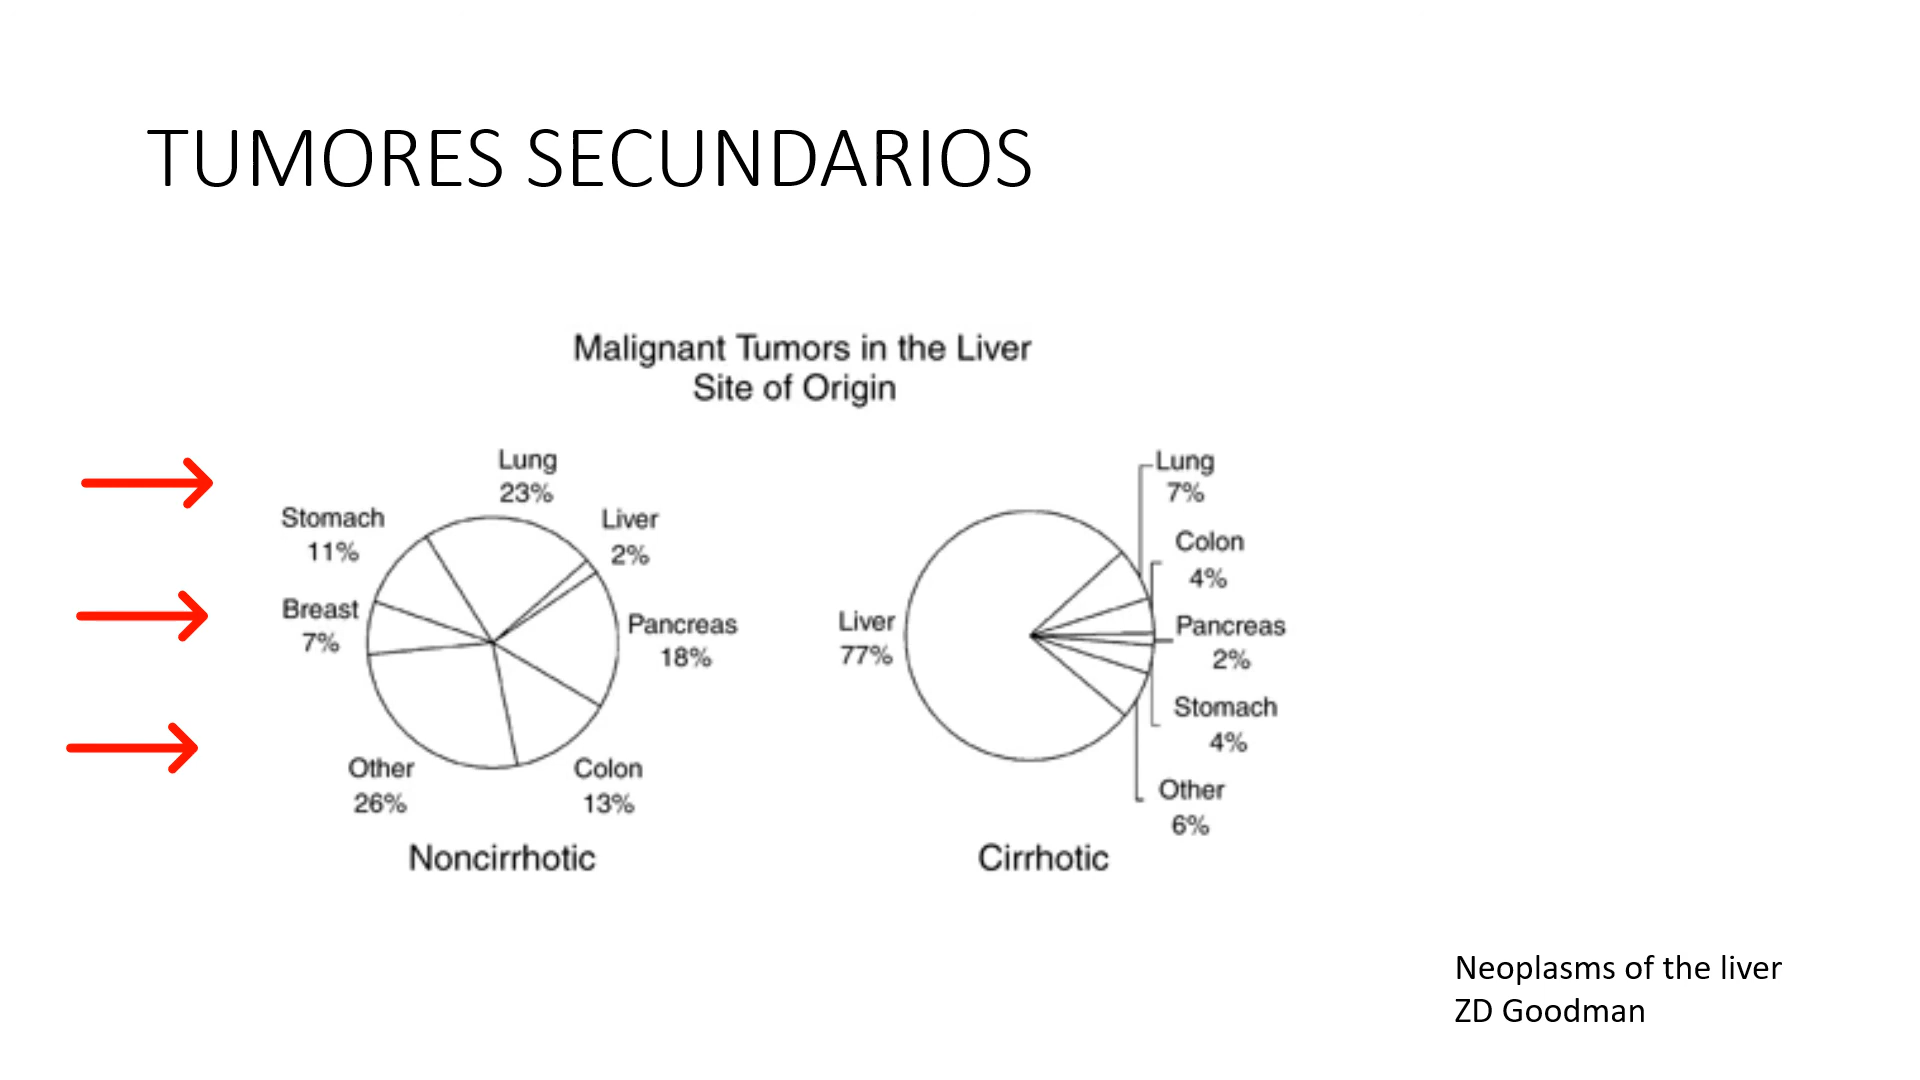 TUMORES SECUNDARIOS
Malignant Tumors in the Liver
Site of Origin
Lung
23%
Stomach
11%
Liver
2%
Breast
7%
Pancreas
18%
Other
26%
Colon
13%
Noncirrhotic
Lung
7%
Colon
4%
Liver
77%
Pancreas
2%
Stomach
4%
Other
6%
Cirrhotic
Neoplasms of the liver
ZD Goodman